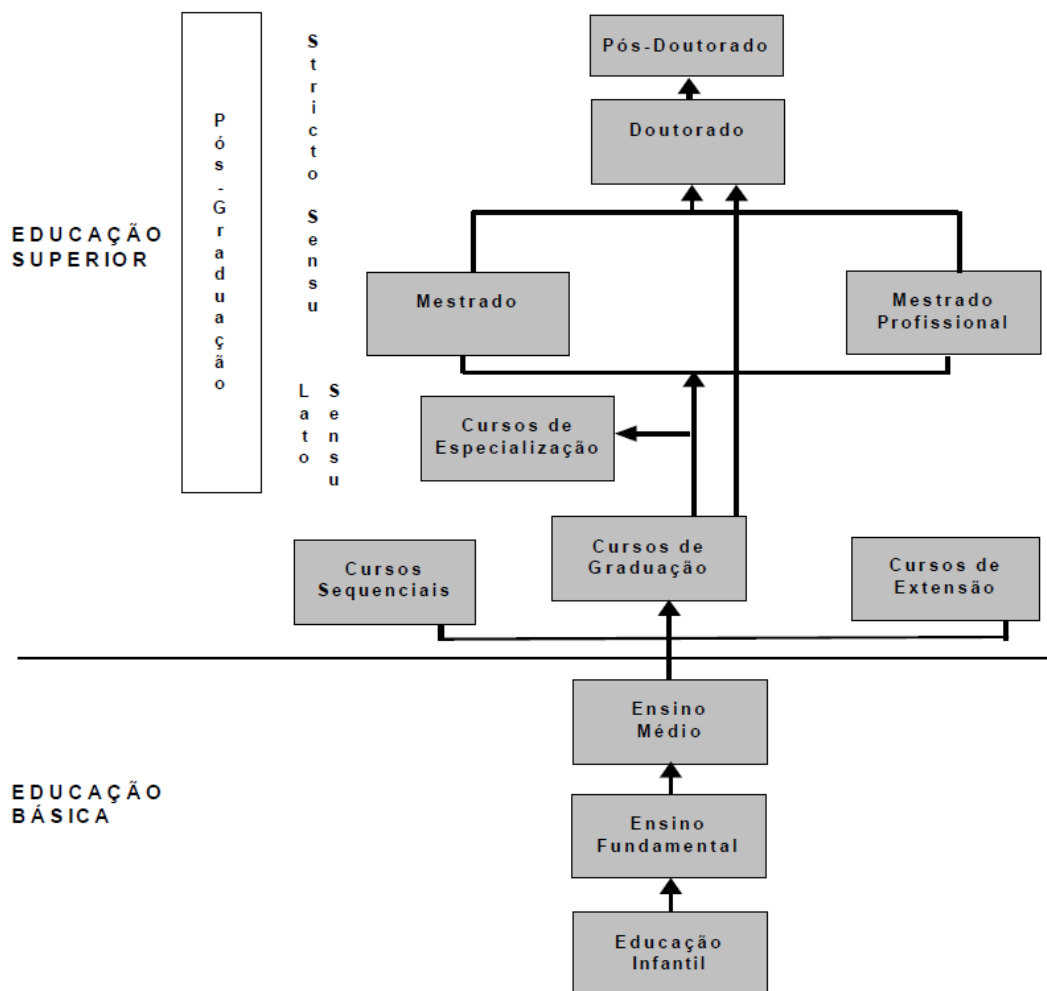 Pós-Doutorado
Doutorado
Stricto Sensu
Pós-Graduação
EDUCAÇÃO
SUPERIOR
Mestrado
Mestrado
Profissional
Lato Sensu
Cursos de
Especialização
Cursos de
Graduação
Cursos
Sequenciais
Cursos de
Extensão
Ensino
Médio
EDUCAÇÃO
BÁSICA
Ensino
Fundamental
Educação
Infantil